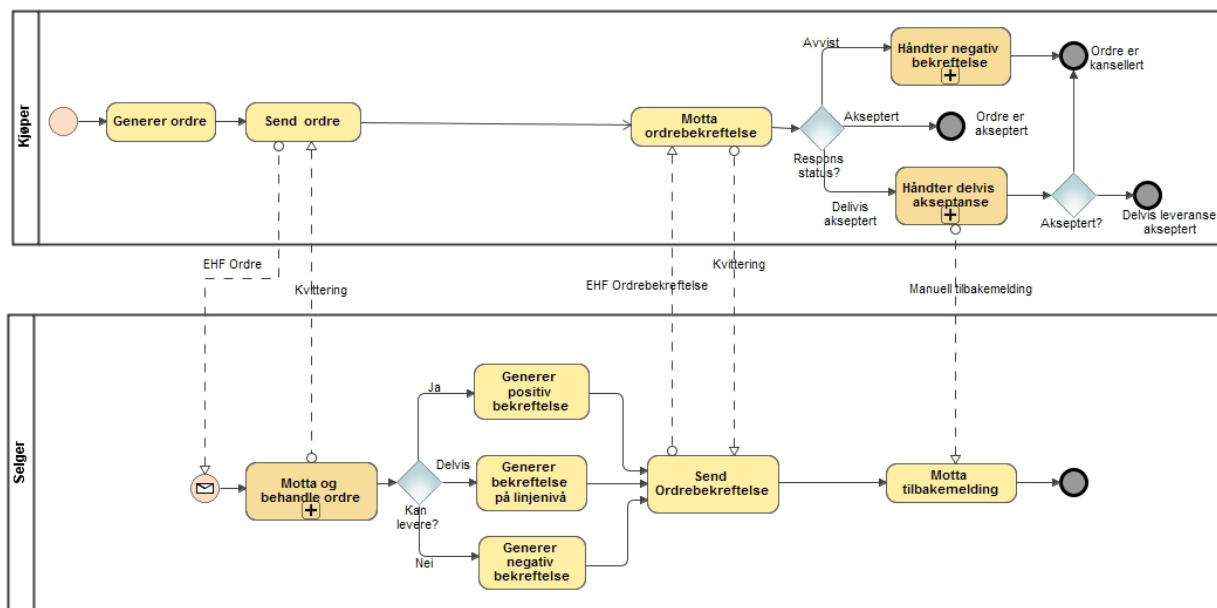 Kjøper
Generer ordre
Send ordre
Motta
ordrebekreftelse
Respons
status?
Avvist
Akseptert
Delivis
akseptert
Håndter negativ
bekreftelse
Ordre er
kansellert
Ordre er
akseptert
Håndter delvis
akseptanse
Akseptert?
Delvis leveranse
akseptert
EHF Ordre
Kvittering
EHF Ordrebekreftelse
Kvittering
Manuell tilbakemelding
Selger
Motta og
behandle ordre
Kan
levere?
Ja
Delvis
Nei
Generer
positiv
bekreftelse
Generer
bekreftelse
på linjenivå
Generer
negativ
bekreftelse
Send
Ordrebekreftelse
Motta
tilbakemelding